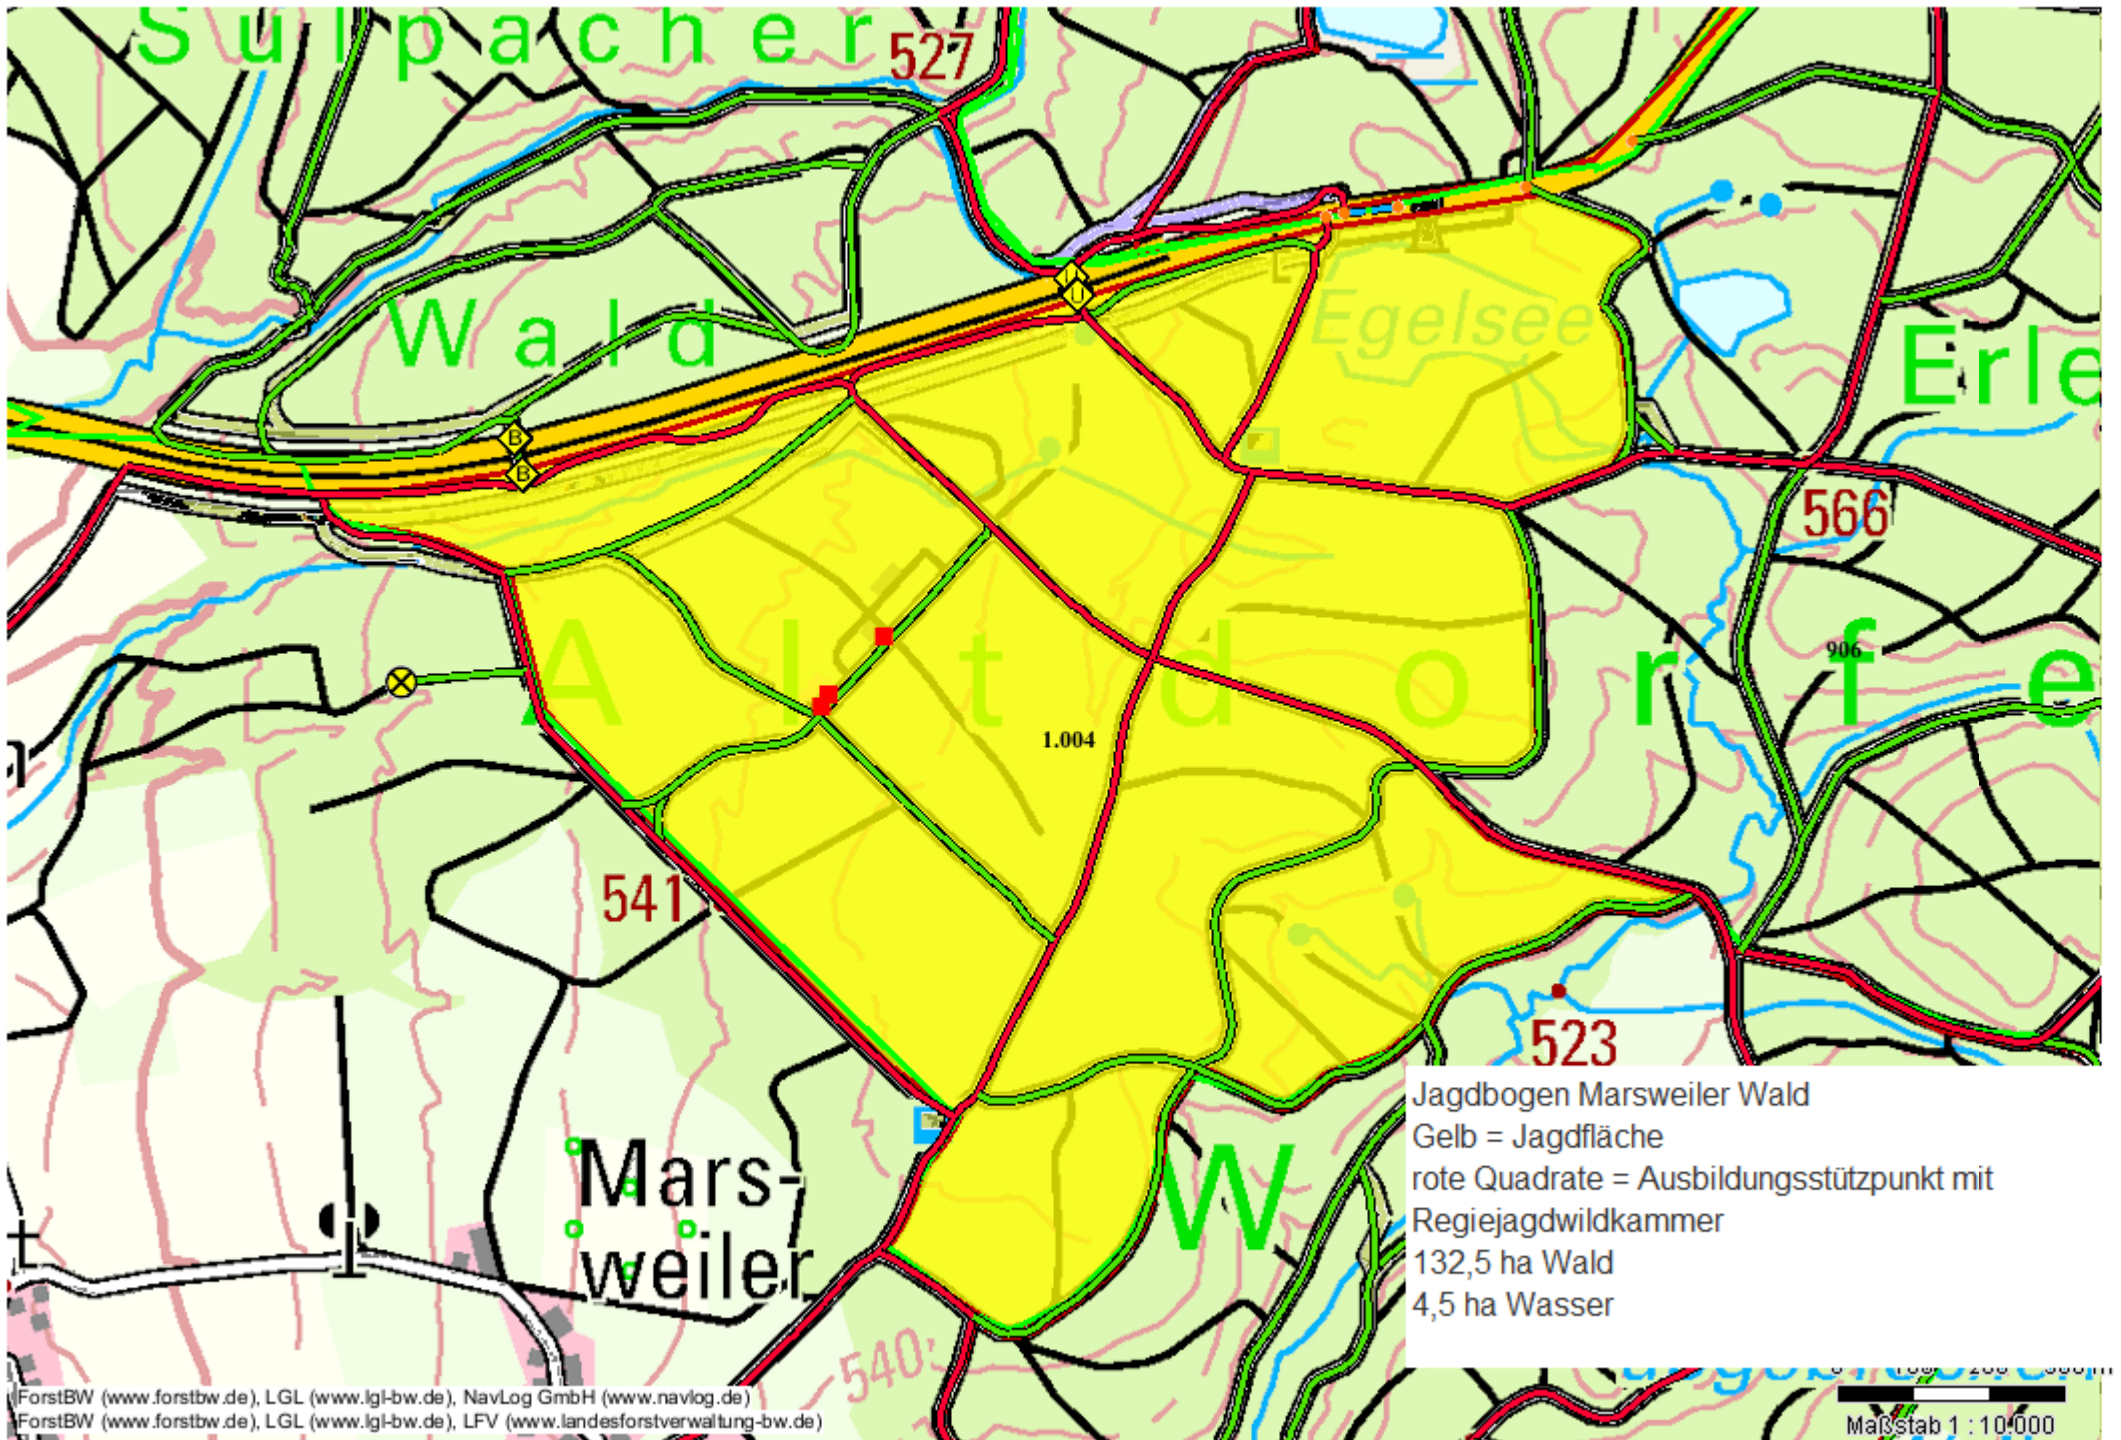 Sulpacher
527
Wald
Egelsee
Erle
B
B
U
566
Altdorfe
906
1.004
541
523
W
Mars-
weiler
540
Jagdbogen Marsweiler Wald
Gelb = Jagdfläche
rote Quadrate = Ausbildungsstützpunkt mit
Regiejagdwildkammer
132,5 ha Wald
4,5 ha Wasser
ForstBW (www.forstbw.de), LGL (www.lgl-bw.de), NavLog GmbH (www.navlog.de)
ForstBW (www.forstbw.de), LGL (www.lgl-bw.de), LFV (www.landesforstverwaltung-bw.de)
Maßstab 1 : 10.000